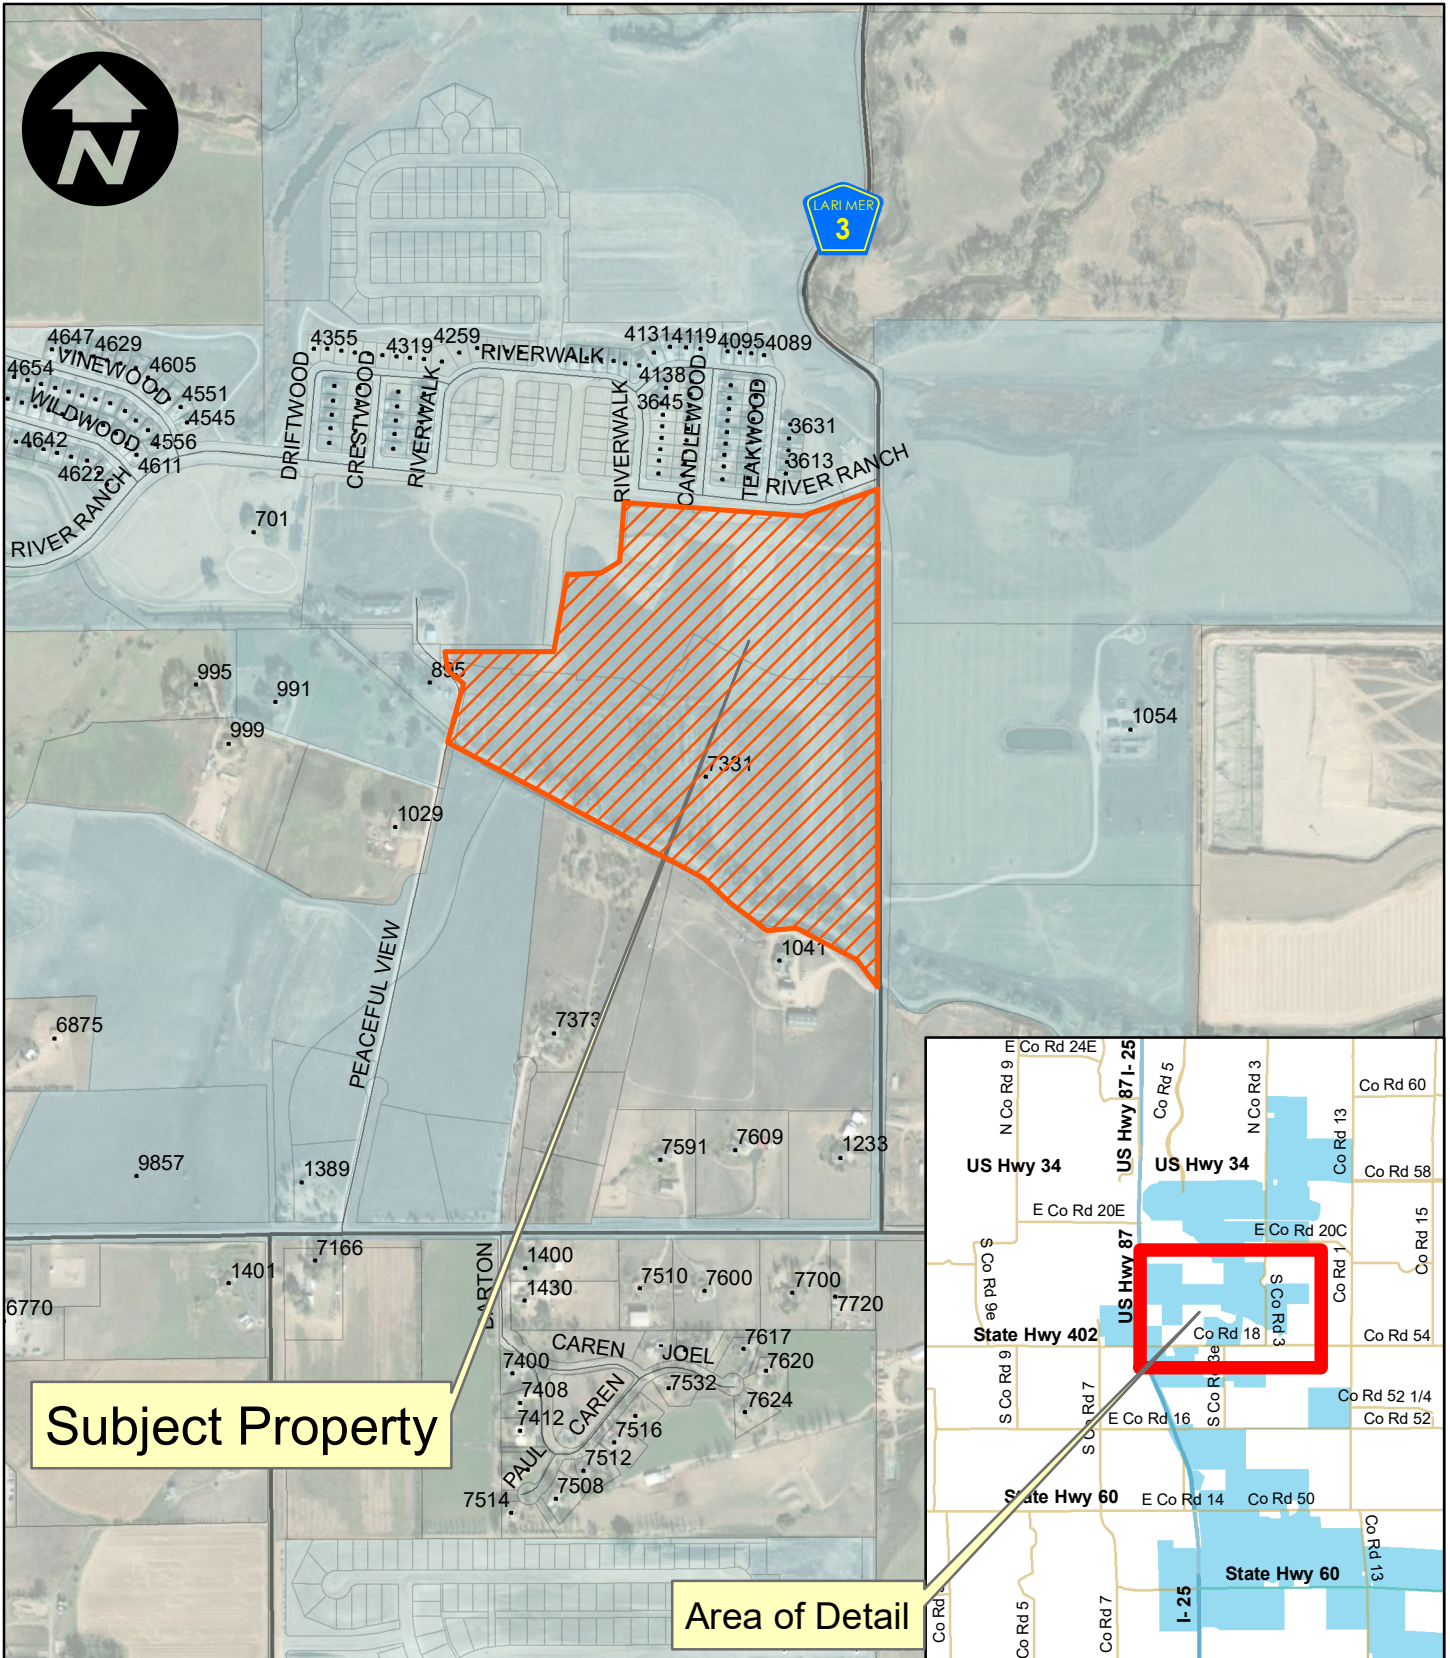 N
LARIMER
3
4647
4629
4605
4654
VINEWOOD
4551
4545
WILDWOOD
4556
4642
4611
4622
RIVER RANCH
4355
4319
4259
RIVERWALK
4131
4119
4095
4089
4138
3645
DRIFTWOOD
CRESTWOOD
RIVERWALK
RIVERWALK
CANDLEWOOD
TEAKWOOD
3631
3613
RIVER RANCH
701
995
991
895
999
1054
7331
1029
1041
PEACEFUL VIEW
6875
7373
9857
1389
7591
7609
1233
7166
1401
6770
BARTON
1400
1430
7510
7600
7700
7720
CAREN
JOEL
7617
7620
7400
7408
7412
CAREN
7532
7624
7516
PAUL
7512
7508
7514
Subject Property
Area of Detail
E Co Rd 24E
N Co Rd 9
US Hwy 87 I-25
Co Rd 5
N Co Rd 3
Co Rd 60
Co Rd 13
US Hwy 34
US Hwy 34
Co Rd 58
E Co Rd 20E
E Co Rd 20C
Co Rd 15
S Co Rd 9e
US Hwy 87
S Co Rd 3
Co Rd 1
State Hwy 402
Co Rd 18
Co Rd 54
S Co Rd 9
S Co Rd 7
S Co Rd 3e
Co Rd 52 1/4
E Co Rd 16
Co Rd 52
State Hwy 60
E Co Rd 14
Co Rd 50
Co Rd 13
State Hwy 60
I-25
Co Rd
Co Rd 5
Co Rd 7